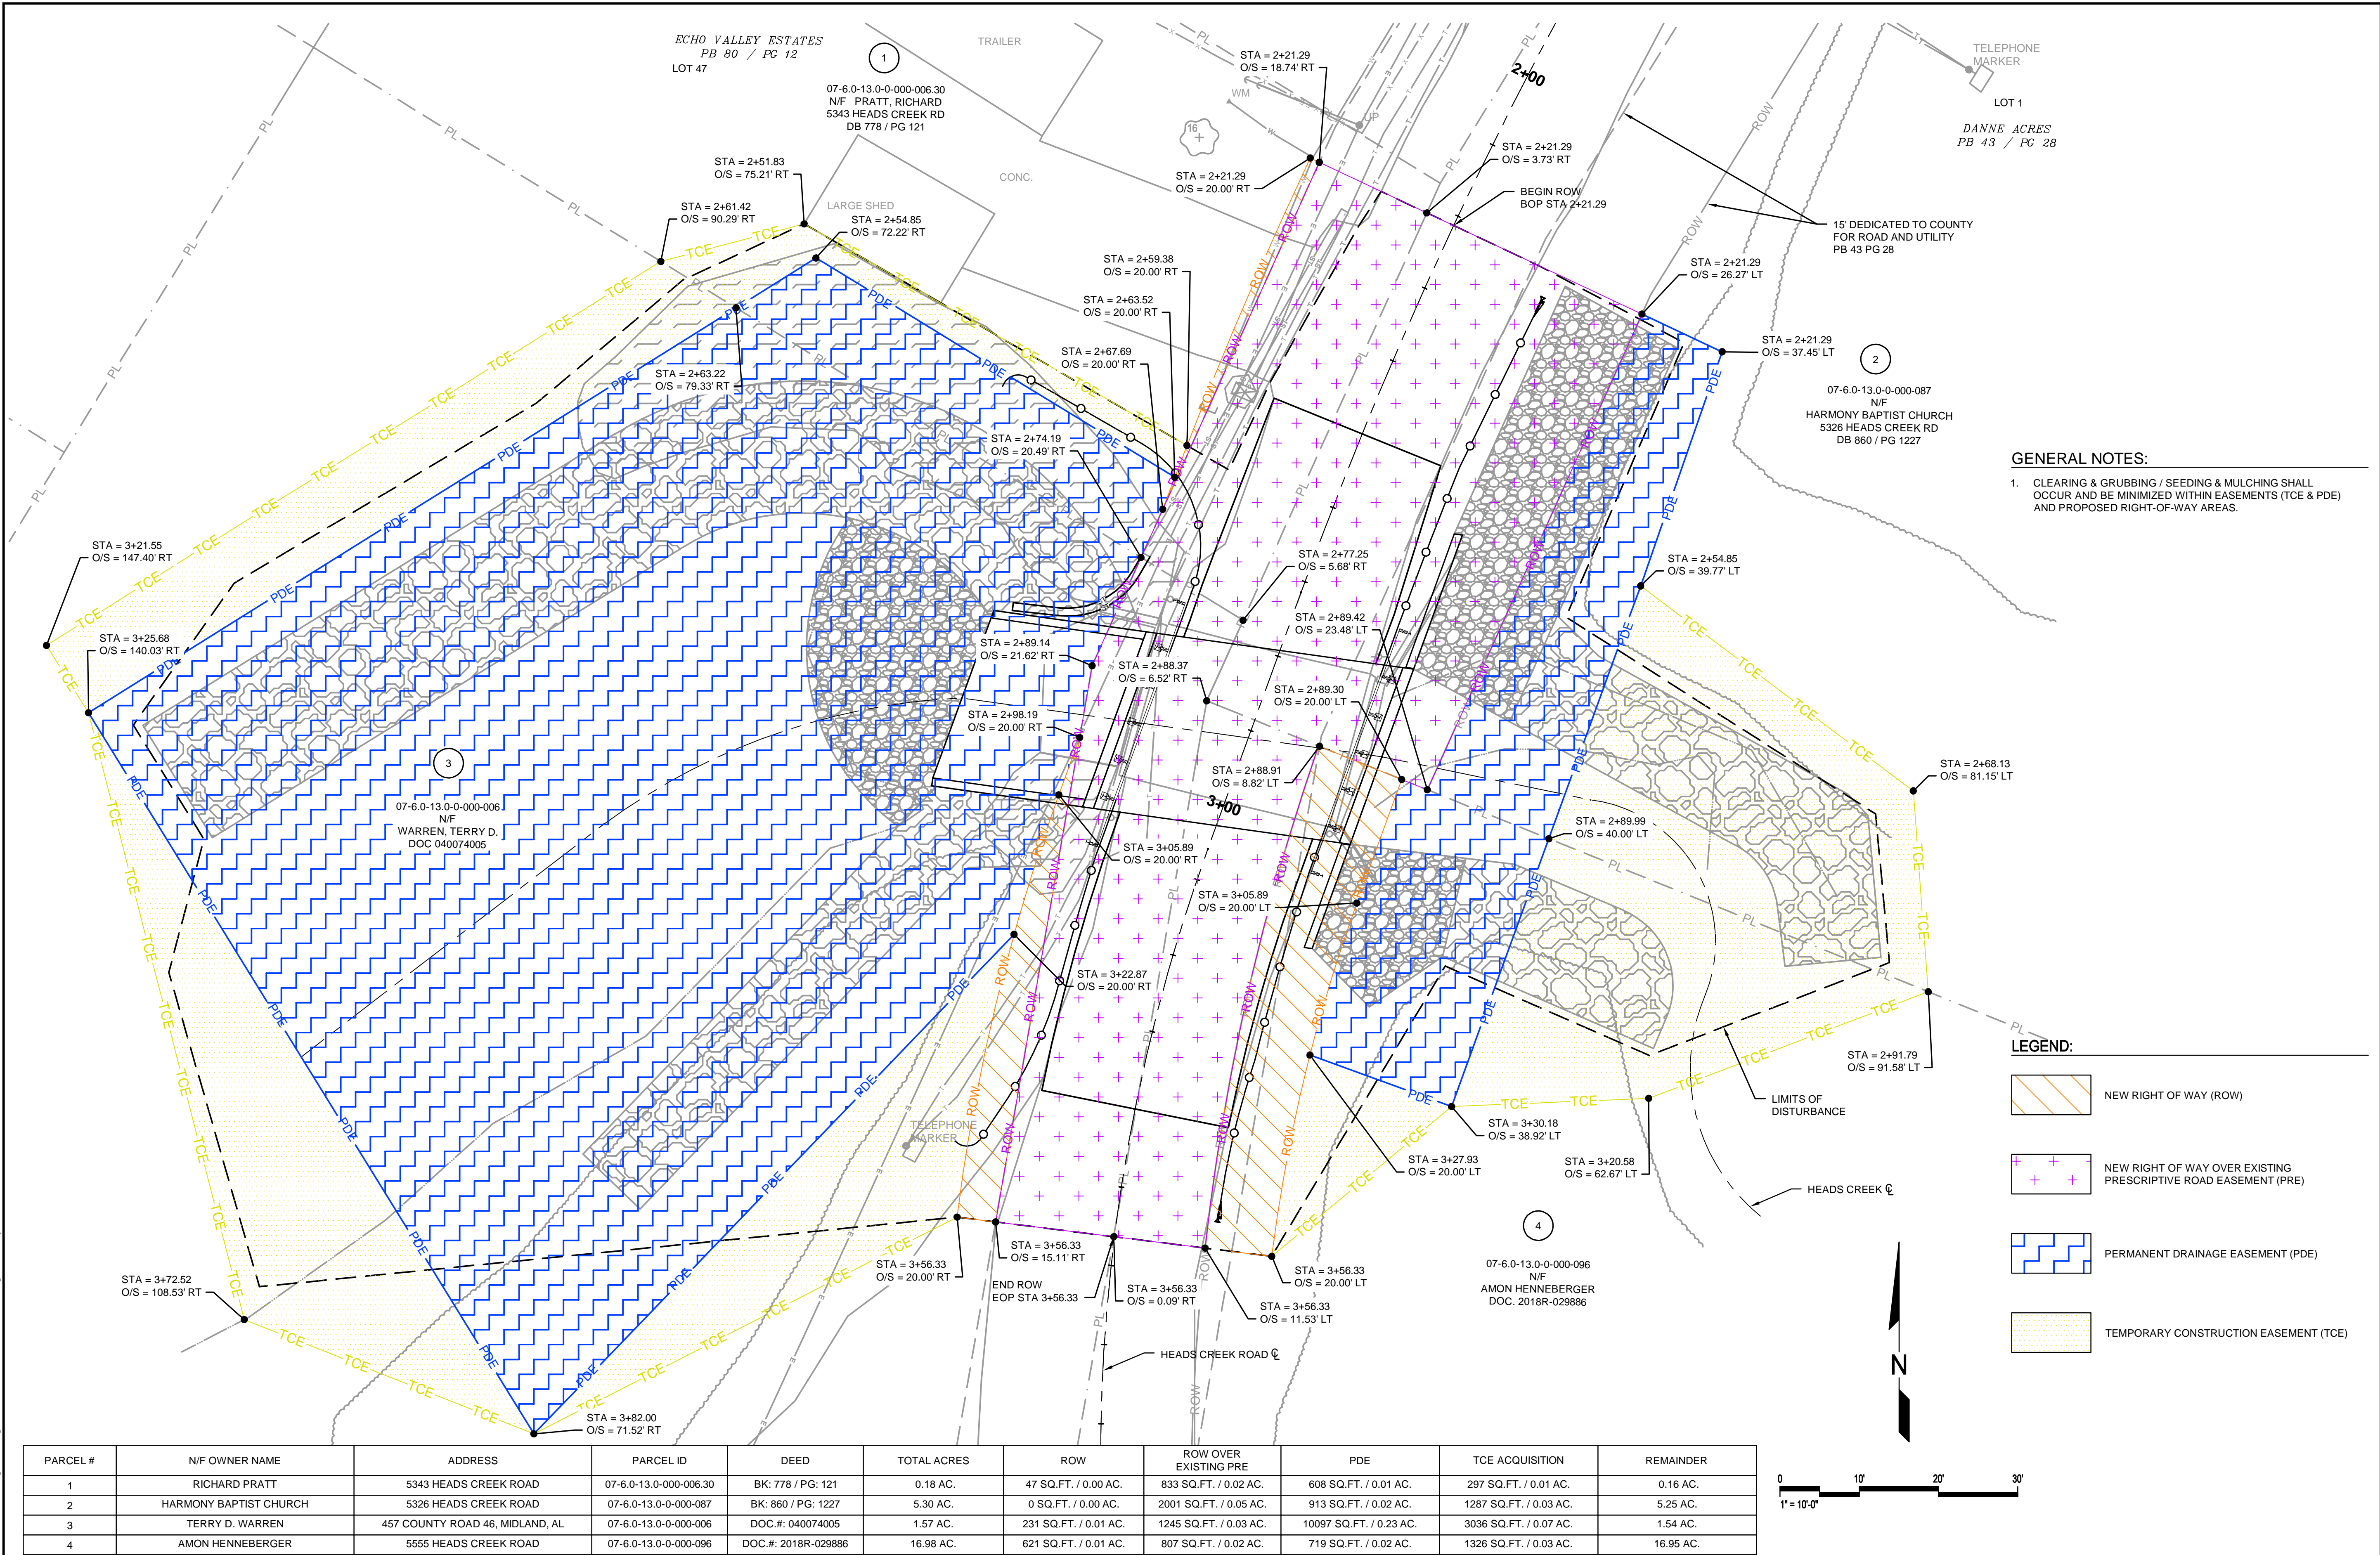 ECHO VALLEY ESTATES
PB 80 / PG 12
LOT 47
1
07-6.0-13.0-0-000-006.30
N/F PRATT, RICHARD
5343 HEADS CREEK RD
DB 778 / PG 121
TRAILER
STA = 2+21.29
O/S = 18.74' RT
WM
UP
16
2+00
TELEPHONE
MARKER
LOT 1
DANNE ACRES
PB 43 / PG 28
STA = 2+51.83
O/S = 75.21' RT
CONC.
STA = 2+21.29
O/S = 20.00' RT
STA = 2+21.29
O/S = 3.73' RT
BEGIN ROW
BOP STA 2+21.29
STA = 2+61.42
O/S = 90.29' RT
LARGE SHED
STA = 2+54.85
O/S = 72.22' RT
15' DEDICATED TO COUNTY
FOR ROAD AND UTILITY
PB 43 PG 28
STA = 2+59.38
O/S = 20.00' RT
STA = 2+21.29
O/S = 26.27' LT
STA = 2+63.52
O/S = 20.00' RT
STA = 2+21.29
O/S = 37.45' LT
2
STA = 2+67.69
O/S = 20.00' RT
STA = 2+63.22
O/S = 79.33' RT
07-6.0-13.0-0-000-087
N/F
HARMONY BAPTIST CHURCH
5326 HEADS CREEK RD
DB 860 / PG 1227
STA = 2+74.19
O/S = 20.49' RT
GENERAL NOTES:
1. CLEARING & GRUBBING / SEEDING & MULCHING SHALL
OCCUR AND BE MINIMIZED WITHIN EASEMENTS (TCE & PDE)
AND PROPOSED RIGHT-OF-WAY AREAS.
STA = 3+21.55
O/S = 147.40' RT
STA = 2+77.25
O/S = 5.68' RT
STA = 2+54.85
O/S = 39.77' LT
STA = 3+25.68
O/S = 140.03' RT
STA = 2+89.42
O/S = 23.48' LT
STA = 2+89.14
O/S = 21.62' RT
STA = 2+88.37
O/S = 6.52' RT
STA = 2+89.30
O/S = 20.00' LT
STA = 2+98.19
O/S = 20.00' RT
3
STA = 2+88.91
O/S = 8.82' LT
STA = 2+68.13
O/S = 81.15' LT
07-6.0-13.0-0-000-006
N/F
WARREN, TERRY D.
DOC 040074005
3+00
STA = 2+89.99
O/S = 40.00' LT
STA = 3+05.89
O/S = 20.00' RT
STA = 3+05.89
O/S = 20.00' LT
STA = 3+22.87
O/S = 20.00' RT
STA = 2+91.79
O/S = 91.58' LT
LEGEND:
NEW RIGHT OF WAY (ROW)
LIMITS OF
DISTURBANCE
TELEPHONE
MARKER
STA = 3+30.18
O/S = 38.92' LT
STA = 3+27.93
O/S = 20.00' LT
STA = 3+20.58
O/S = 62.67' LT
NEW RIGHT OF WAY OVER EXISTING
PRESCRIPTIVE ROAD EASEMENT (PRE)
HEADS CREEK ℄
4
STA = 3+56.33
O/S = 20.00' RT
STA = 3+56.33
O/S = 15.11' RT
END ROW
EOP STA 3+56.33
STA = 3+56.33
O/S = 0.09' RT
STA = 3+56.33
O/S = 20.00' LT
STA = 3+56.33
O/S = 11.53' LT
07-6.0-13.0-0-000-096
N/F
AMON HENNEBERGER
DOC. 2018R-029886
PERMANENT DRAINAGE EASEMENT (PDE)
STA = 3+72.52
O/S = 108.53' RT
TEMPORARY CONSTRUCTION EASEMENT (TCE)
HEADS CREEK ROAD ℄
N
STA = 3+82.00
O/S = 71.52' RT
PARCEL # N/F OWNER NAME ADDRESS PARCEL ID DEED TOTAL ACRES ROW ROW OVER EXISTING PRE PDE TCE ACQUISITION REMAINDER
1 RICHARD PRATT 5343 HEADS CREEK ROAD 07-6.0-13.0-0-000-006.30 BK: 778 / PG: 121 0.18 AC. 47 SQ.FT. / 0.00 AC. 833 SQ.FT. / 0.02 AC. 608 SQ.FT. / 0.01 AC. 297 SQ.FT. / 0.01 AC. 0.16 AC.
2 HARMONY BAPTIST CHURCH 5326 HEADS CREEK ROAD 07-6.0-13.0-0-000-087 BK: 860 / PG: 1227 5.30 AC. 0 SQ.FT. / 0.00 AC. 2001 SQ.FT. / 0.05 AC. 913 SQ.FT. / 0.02 AC. 1287 SQ.FT. / 0.03 AC. 5.25 AC.
3 TERRY D. WARREN 457 COUNTY ROAD 46, MIDLAND, AL 07-6.0-13.0-0-000-006 DOC.#: 040074005 1.57 AC. 231 SQ.FT. / 0.01 AC. 1245 SQ.FT. / 0.03 AC. 10097 SQ.FT. / 0.23 AC. 3036 SQ.FT. / 0.07 AC. 1.54 AC.
4 AMON HENNEBERGER 5555 HEADS CREEK ROAD 07-6.0-13.0-0-000-096 DOC.#: 2018R-029886 16.98 AC. 621 SQ.FT. / 0.01 AC. 807 SQ.FT. / 0.02 AC. 719 SQ.FT. / 0.02 AC. 1326 SQ.FT. / 0.03 AC. 16.95 AC.
0 10' 20' 30'
1" = 10'-0"